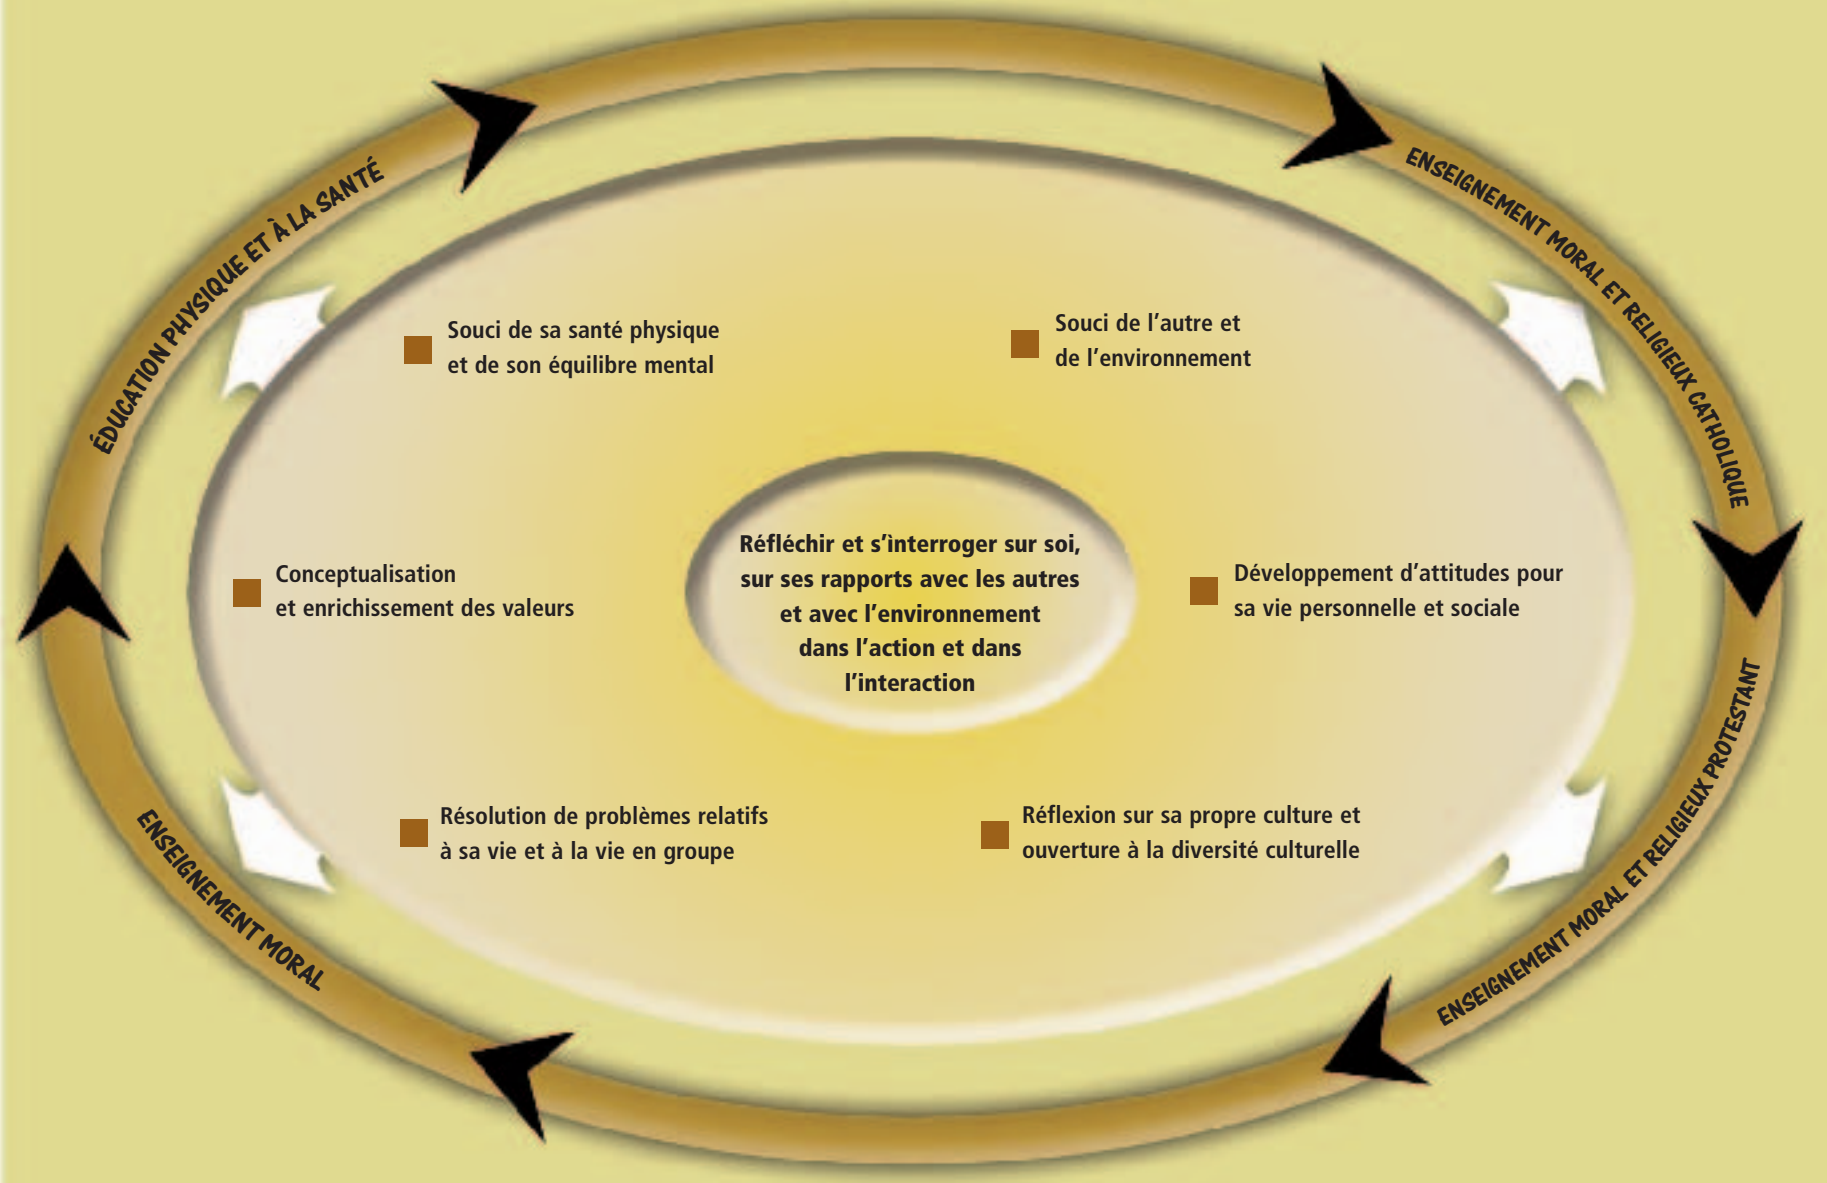 ÉDUCATION PHYSIQUE ET À LA SANTÉ
ENSEIGNEMENT MORAL ET RELIGIEUX CATHOLIQUE
Souci de sa santé physique
et de son équilibre mental
Souci de l'autre et
de l'environnement
Conceptualisation
et enrichissement des valeurs
Réfléchir et s'interroger sur soi,
sur ses rapports avec les autres
et avec l'environnement
dans l'action et dans
l'interaction
Développement d'attitudes pour
sa vie personnelle et sociale
Résolution de problèmes relatifs
à sa vie et à la vie en groupe
Réflexion sur sa propre culture et
ouverture à la diversité culturelle
ENSEIGNEMENT MORAL
ENSEIGNEMENT MORAL ET RELIGIEUX PROTESTANT